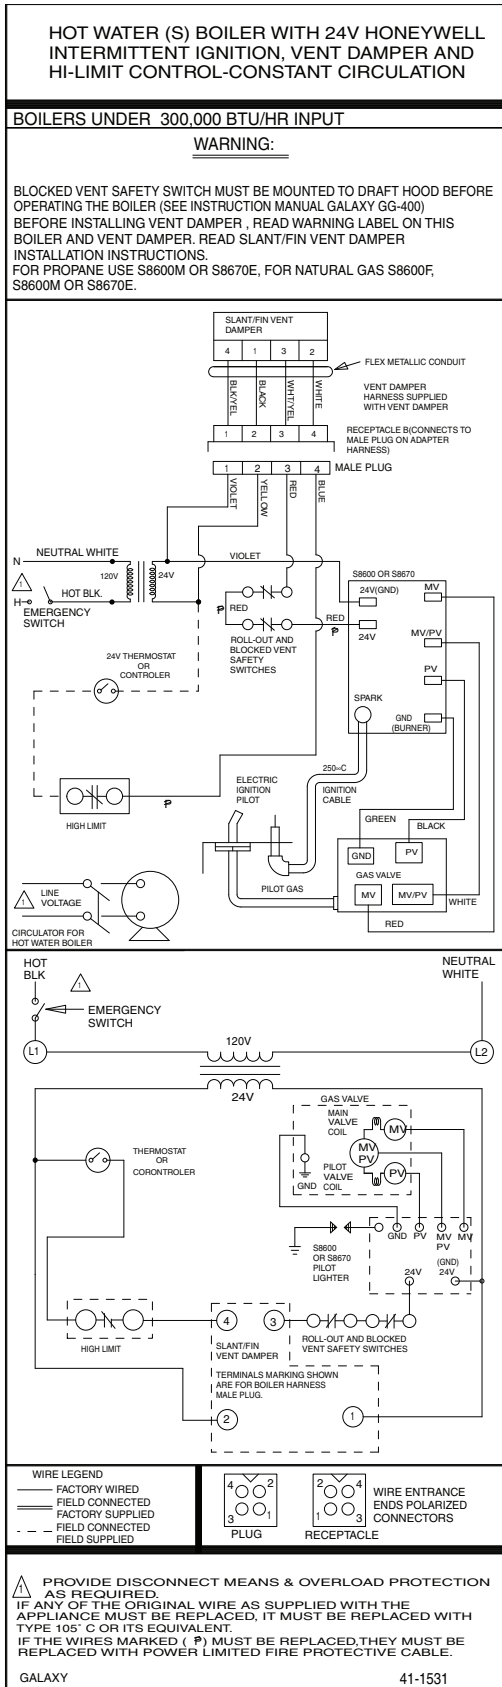 HOT WATER (S) BOILER WITH 24V HONEYWELL
INTERMITTENT IGNITION, VENT DAMPER AND
HI-LIMIT CONTROL-CONSTANT CIRCULATION
BOILERS UNDER 300,000 BTU/HR INPUT
WARNING:
BLOCKED VENT SAFETY SWITCH MUST BE MOUNTED TO DRAFT HOOD BEFORE
OPERATING THE BOILER (SEE INSTRUCTION MANUAL GALAXY GG-400)
BEFORE INSTALLING VENT DAMPER , READ WARNING LABEL ON THIS
BOILER AND VENT DAMPER. READ SLANT/FIN VENT DAMPER
INSTALLATION INSTRUCTIONS.
FOR PROPANE USE S8600M OR S8670E, FOR NATURAL GAS S8600F,
S8600M OR S8670E.
SLANT/FIN VENT
DAMPER
4 1 3 2
FLEX METALLIC CONDUIT
BLK/YEL
BLACK
WHT/YEL
WHITE
VENT DAMPER
HARNESS SUPPLIED
WITH VENT DAMPER
1 2 3 4
RECEPTACLE B(CONNECTS TO
MALE PLUG ON ADAPTER
HARNESS)
1 2 3 4
MALE PLUG
VIOLET
YELLOW
RED
BLUE
N
NEUTRAL WHITE
VIOLET
120V
24V
1
H
HOT BLK.
EMERGENCY
SWITCH
RED
RED
ROLL-OUT AND
BLOCKED VENT
SAFETY
SWITCHES
S8600 OR S8670
24V(GND)
MV
24V
MV/PV
PV
SPARK
GND
(BURNER)
24V THERMOSTAT
OR
CONTROLER
HIGH LIMIT
ELECTRIC
IGNITION
PILOT
250∞C
IGNITION
CABLE
GREEN
BLACK
GND
PV
GAS VALVE
MV
MV/PV
WHITE
RED
PILOT GAS
1
LINE
VOLTAGE
CIRCULATOR FOR
HOT WATER BOILER
HOT
BLK
NEUTRAL
WHITE
1
EMERGENCY
SWITCH
L1
120V
L2
24V
GAS VALVE
MAIN
VALVE
COIL
MV
MV
PV
PILOT
VALVE
COIL
PV
GND
THERMOSTAT
OR
CORONTROLER
S8600
OR S8670
PILOT
LIGHTER
GND PV MV
PV
MV
24V
(GND)
24V
HIGH LIMIT
4
3
SLANT/FIN
VENT DAMPER
ROLL-OUT AND BLOCKED
VENT SAFETY SWITCHES
TERMINALS MARKING SHOWN
ARE FOR BOILER HARNESS
MALE PLUG.
2
1
WIRE LEGEND
FACTORY WIRED
FIELD CONNECTED
FACTORY SUPPLIED
FIELD CONNECTED
FIELD SUPPLIED
4 2
3 1
PLUG
2 4
1 3
RECEPTACLE
WIRE ENTRANCE
ENDS POLARIZED
CONNECTORS
1 PROVIDE DISCONNECT MEANS & OVERLOAD PROTECTION
AS REQUIRED.
IF ANY OF THE ORIGINAL WIRE AS SUPPLIED WITH THE
APPLIANCE MUST BE REPLACED, IT MUST BE REPLACED WITH
TYPE 105° C OR ITS EQUIVALENT.
IF THE WIRES MARKED ( P) MUST BE REPLACED,THEY MUST BE
REPLACED WITH POWER LIMITED FIRE PROTECTIVE CABLE.
GALAXY
41-1531